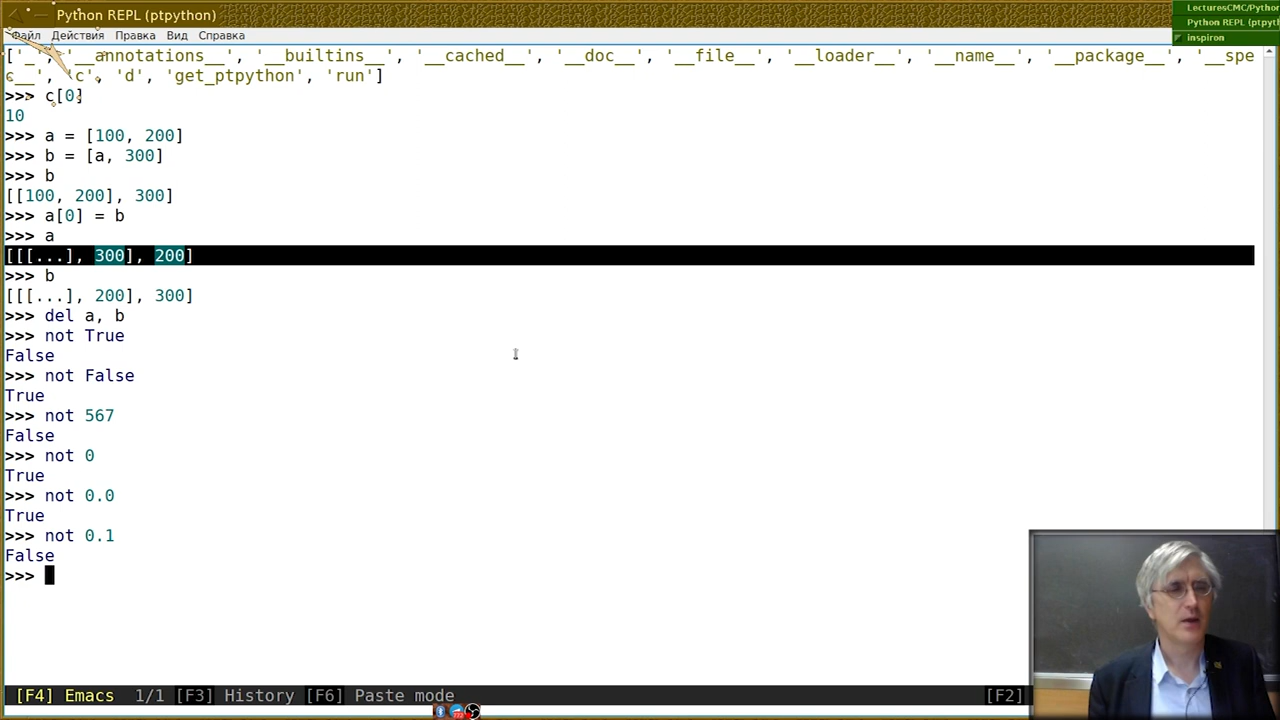 Python REPL (ptpython)
LecturesCMC/Python
Python REPL (ptpyth
inspiron
Файл Действия Правка Вид Справка
['_', '__annotations__', '__builtins__', '__cached__', '__doc__', '__file__', '__loader__', '__name__', '__package__', '__spe
c__', 'c', 'd', 'get_ptpython', 'run']
>>> c[0]
10
>>> a = [100, 200]
>>> b = [a, 300]
>>> b
[[100, 200], 300]
>>> a[0] = b
>>> a
[[[...], 300], 200]
>>> b
[[[...], 200], 300]
>>> del a, b
>>> not True
False
>>> not False
True
>>> not 567
False
>>> not 0
True
>>> not 0.0
True
>>> not 0.1
False
>>>
[F4] Emacs 1/1 [F3] History [F6] Paste mode [F2]